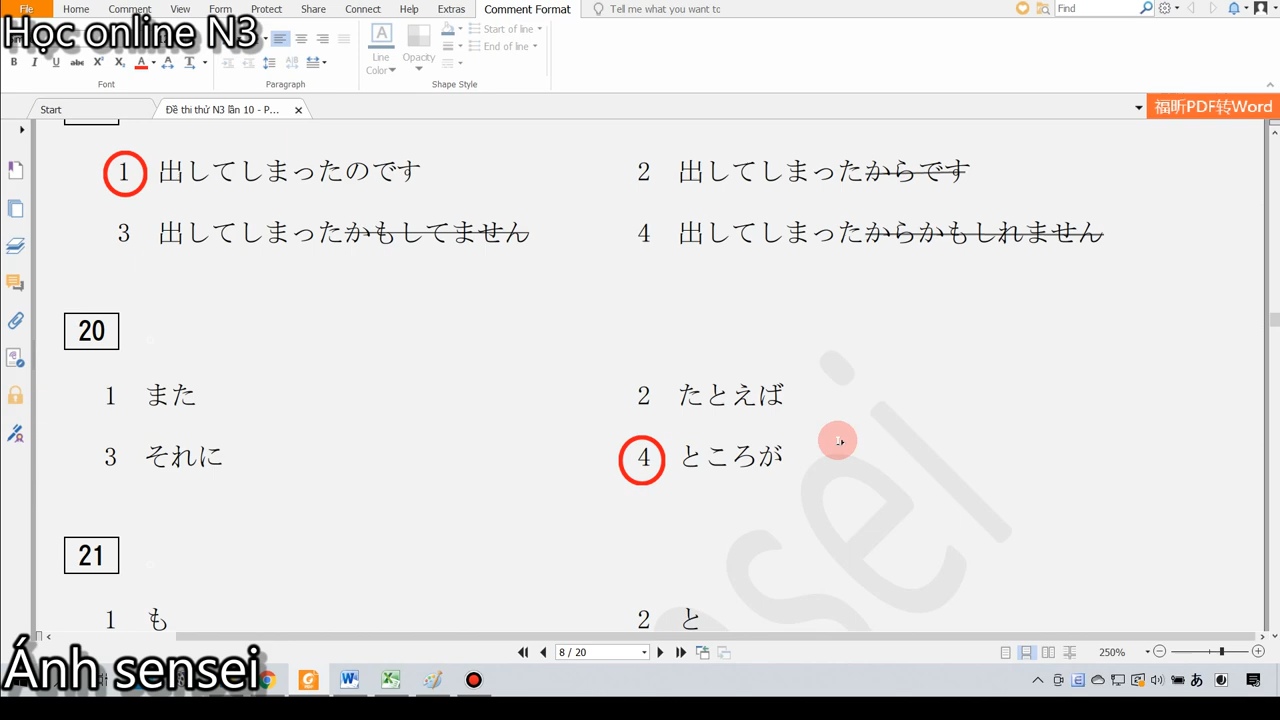 File Home Comment View Form Protect Share Connect Help Extras Comment Format Tell me what you want to Find
Học online N3
Start of line
End of line
Line Color
Opacity
Font Paragraph Shape Style
Start Đề thi thử N3 lần 10 - P... 福昕PDF转Word
1 出してしまったのです 2 出してしまったからです
3 出してしまったかもしてません 4 出してしまったからかもしれません
20
1 また 2 たとえば
3 それに 4 ところが
21
1 も 2 と
sei
8 / 20 250%
Ánh sensei